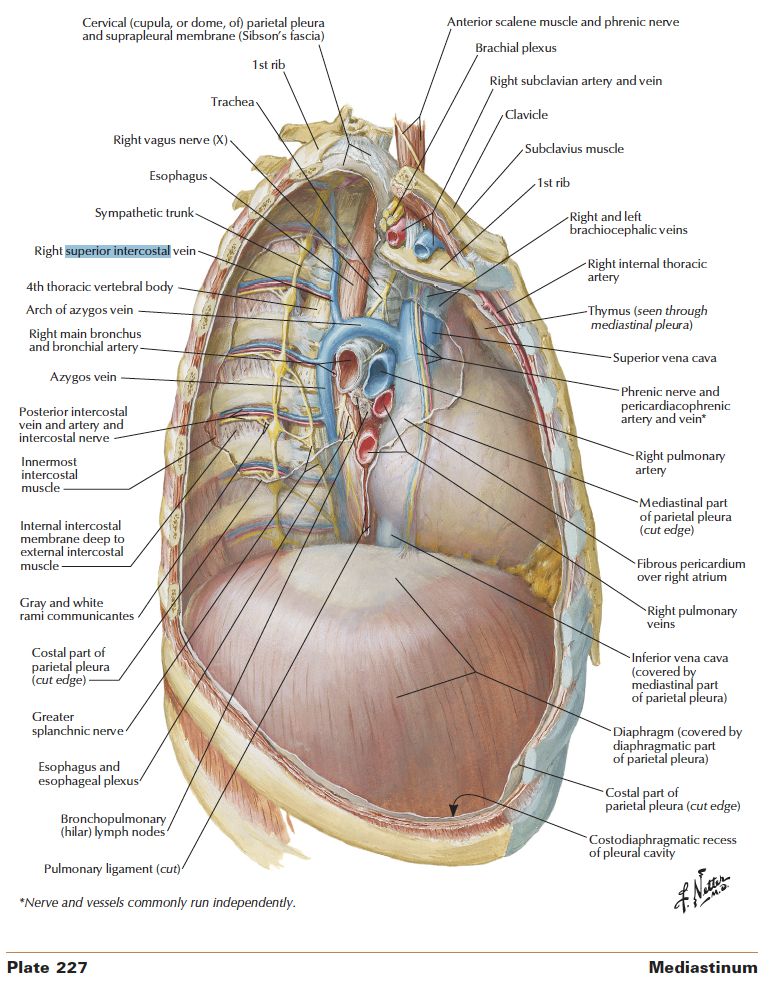 Cervical (cupula, or dome, of) parietal pleura
and suprapleural membrane (Sibson's fascia)
1st rib
Trachea
Right vagus nerve (X)
Esophagus
Sympathetic trunk
Right superior intercostal vein
4th thoracic vertebral body
Arch of azygos vein
Right main bronchus
and bronchial artery
Azygos vein
Posterior intercostal
vein and artery and
intercostal nerve
Innermost
intercostal
muscle
Internal intercostal
membrane deep to
external intercostal
muscle
Gray and white
rami communicantes
Costal part of
parietal pleura
(cut edge)
Greater
splanchnic nerve
Esophagus and
esophageal plexus
Bronchopulmonary
(hilar) lymph nodes
Pulmonary ligament (cut)
Anterior scalene muscle and phrenic nerve
Brachial plexus
Right subclavian artery and vein
Clavicle
Subclavius muscle
1st rib
Right and left
brachiocephalic veins
Right internal thoracic
artery
Thymus (seen through
mediastinal pleura)
Superior vena cava
Phrenic nerve and
pericardiacophrenic
artery and vein*
Right pulmonary
artery
Mediastinal part
of parietal pleura
(cut edge)
Fibrous pericardium
over right atrium
Right pulmonary
veins
Inferior vena cava
(covered by
mediastinal part
of parietal pleura)
Diaphragm (covered by
diaphragmatic part
of parietal pleura)
Costal part of
parietal pleura (cut edge)
Costodiaphragmatic recess
of pleural cavity
F. Netter
M.D.
*Nerve and vessels commonly run independently.
Plate 227
Mediastinum